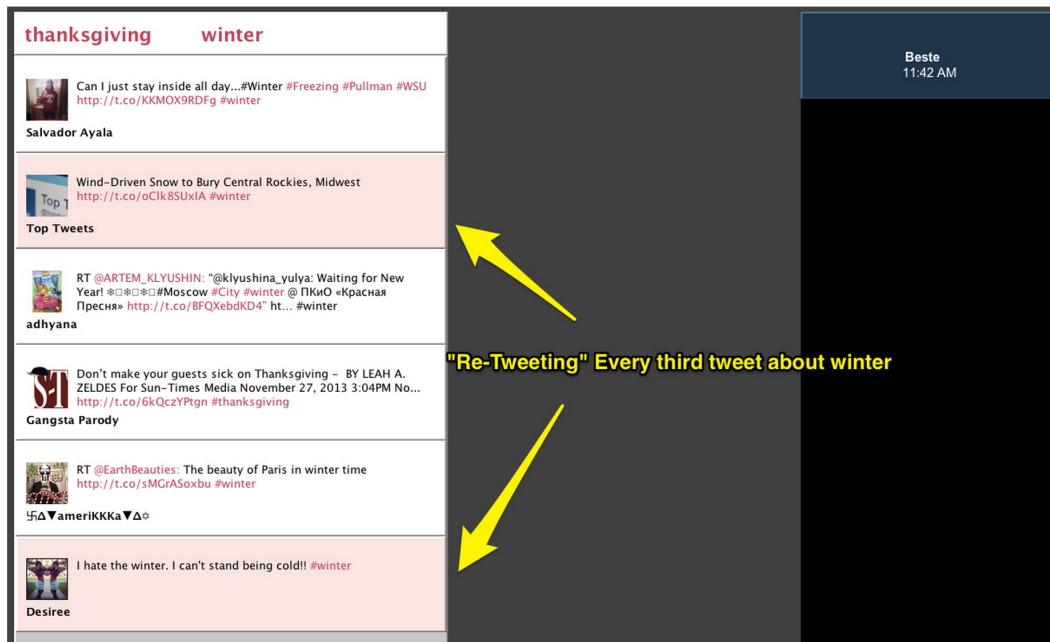 thanksgiving winter
Can I just stay inside all day...#Winter #Freezing #Pullman #WSU
http://t.co/KKMOX9RDFg #winter
Salvador Ayala
Wind-Driven Snow to Bury Central Rockies, Midwest
http://t.co/oClk8SUxIA #winter
Top T
Top Tweets
RT @ARTEM_KLYUSHIN: "@klyushina_yulya: Waiting for New
Year! ❄□❄□❄□#Moscow #City #winter @ ПКиО «Красная
Пресня» http://t.co/BFQXebdKD4" ht... #winter
adhyana
Don't make your guests sick on Thanksgiving - BY LEAH A.
ZELDES For Sun-Times Media November 27, 2013 3:04PM No...
http://t.co/6kQczYPtgn #thanksgiving
S-T
Gangsta Parody
RT @EarthBeauties: The beauty of Paris in winter time
http://t.co/sMGrASoxbu #winter
卐∆▼ameriKKKa▼∆✡
I hate the winter. I can't stand being cold!! #winter
Desiree
"Re-Tweeting" Every third tweet about winter
Beste
11:42 AM